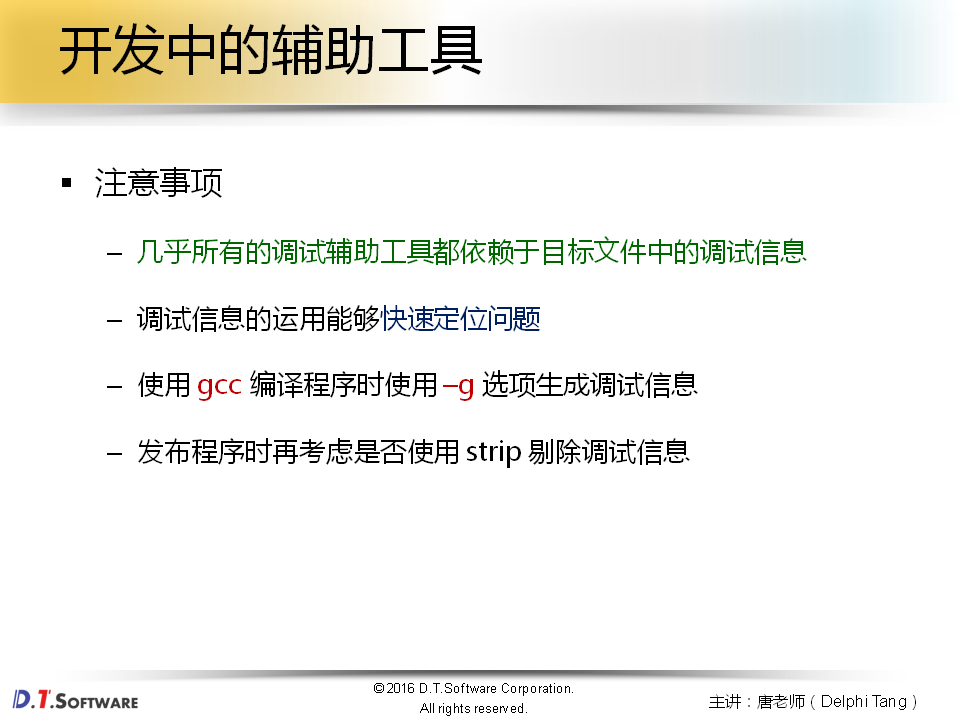 开发中的辅助工具
▪ 注意事项
– 几乎所有的调试辅助工具都依赖于目标文件中的调试信息
– 调试信息的运用能够快速定位问题
– 使用 gcc 编译程序时使用 –g 选项生成调试信息
– 发布程序时再考虑是否使用 strip 剔除调试信息
D.T.SOFTWARE
©2016 D.T.Software Corporation.
All rights reserved.
主讲：唐老师（Delphi Tang）